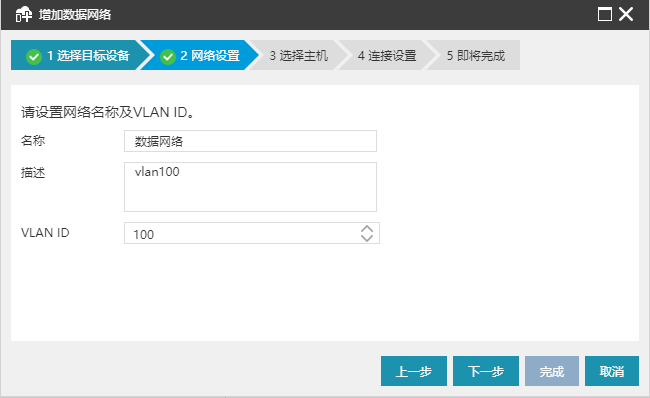 增加数据网络
1 选择目标设备 2 网络设置 3 选择主机 4 连接设置 5 即将完成
请设置网络名称及VLAN ID。
名称 数据网络
描述 vlan100
VLAN ID 100
上一步 下一步 完成 取消